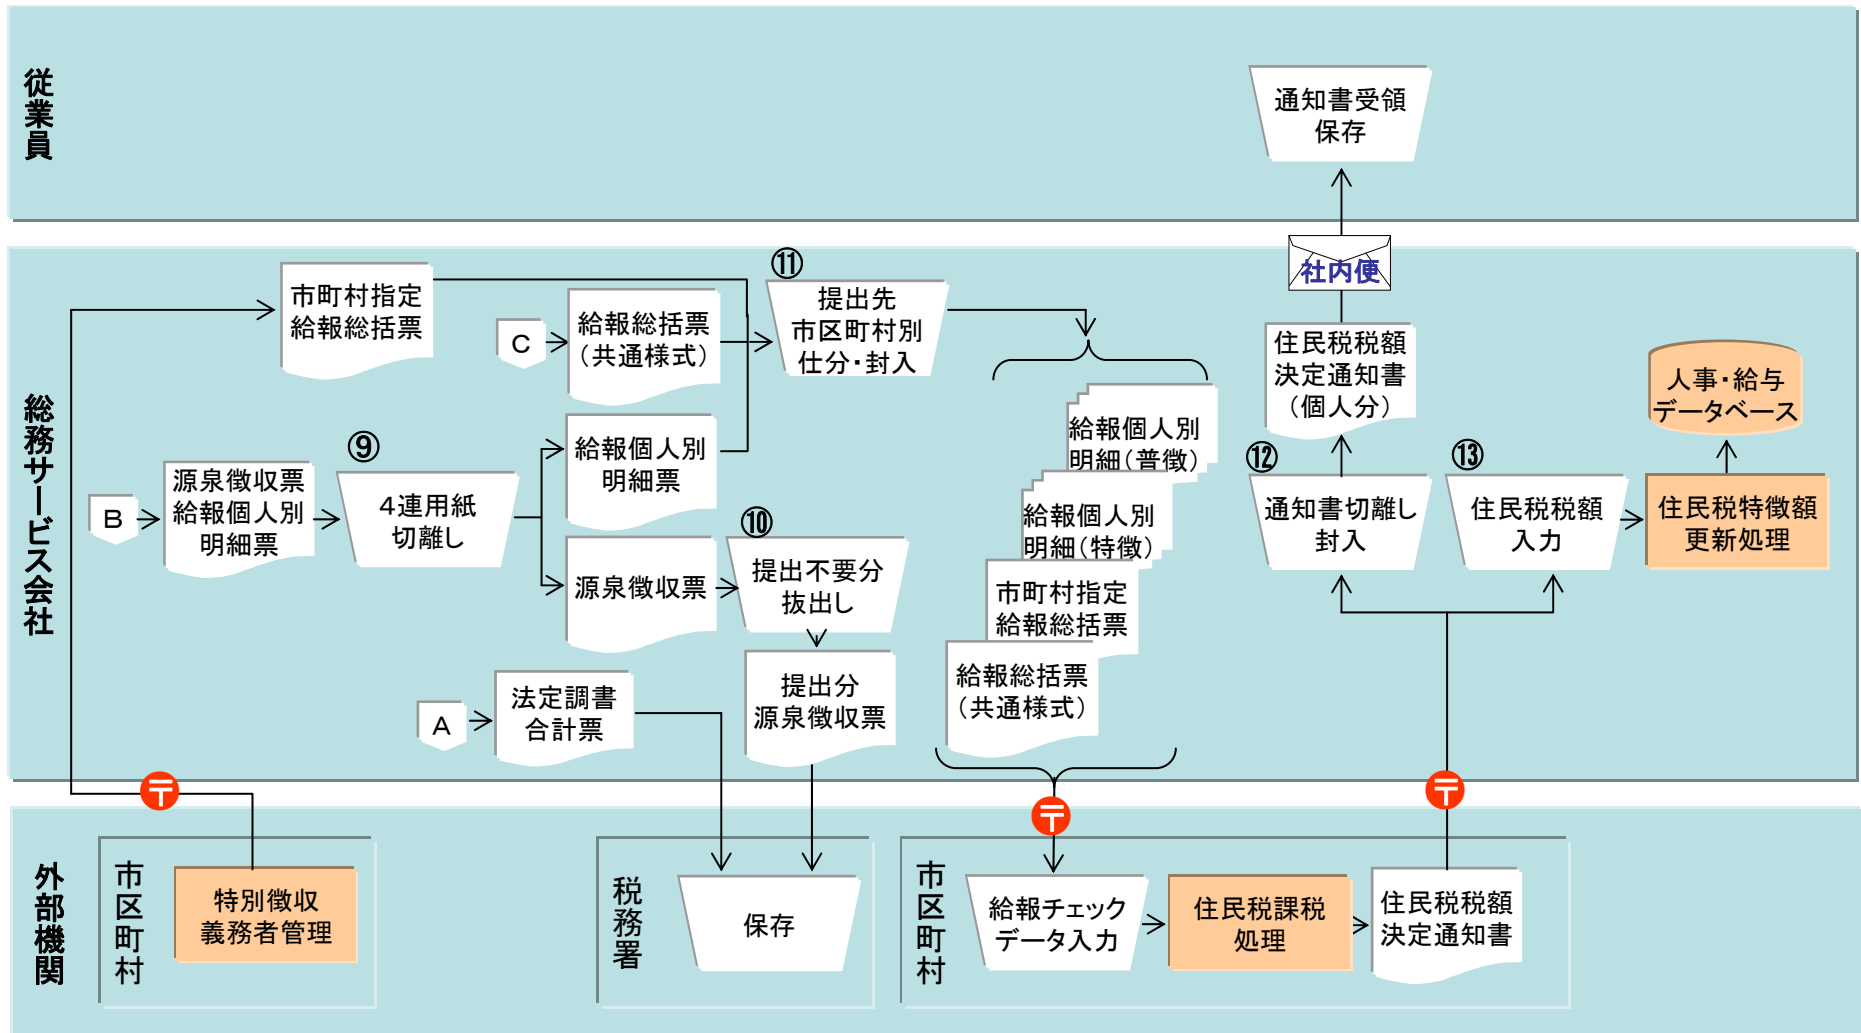 従業員
通知書受領
保存
総務サービス会社
市町村指定
給報総括票
C
給報総括票
（共通様式）
⑪
提出先
市区町村別
仕分・封入
社内便
住民税税額
決定通知書
（個人分）
人事・給与
データベース
B
源泉徴収票
給報個人別
明細票
⑨
4連用紙
切離し
給報個人別
明細票
源泉徴収票
⑩
提出不要分
抜出し
提出分
源泉徴収票
A
法定調書
合計票
給報個人別
明細（普徴）
給報個人別
明細（特徴）
市町村指定
給報総括票
給報総括票
（共通様式）
⑫
通知書切離し
封入
⑬
住民税税額
入力
住民税特徴額
更新処理
〒
〒
〒
外部機関
市区町村
特別徴収
義務者管理
税務署
保存
市区町村
給報チェック
データ入力
住民税課税
処理
住民税税額
決定通知書